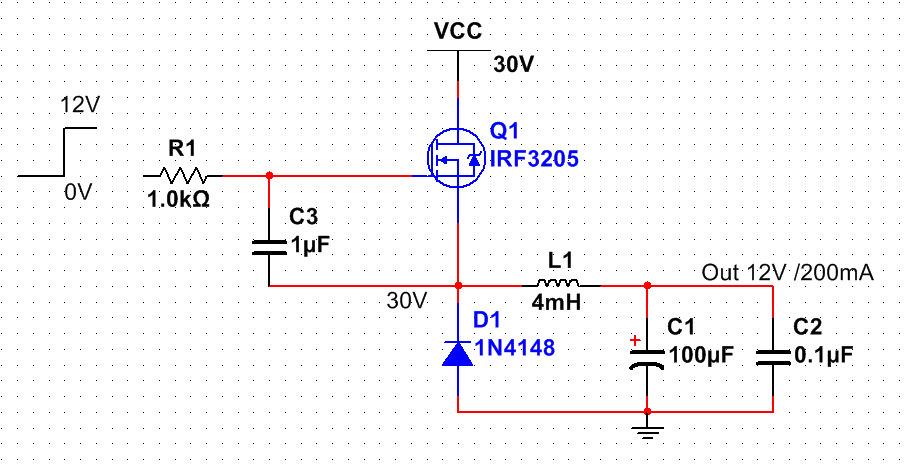 VCC
30V
12V
0V
R1
1.0kΩ
Q1
IRF3205
C3
1µF
30V
L1
4mH
Out 12V /200mA
D1
1N4148
C1
100µF
+
C2
0.1µF